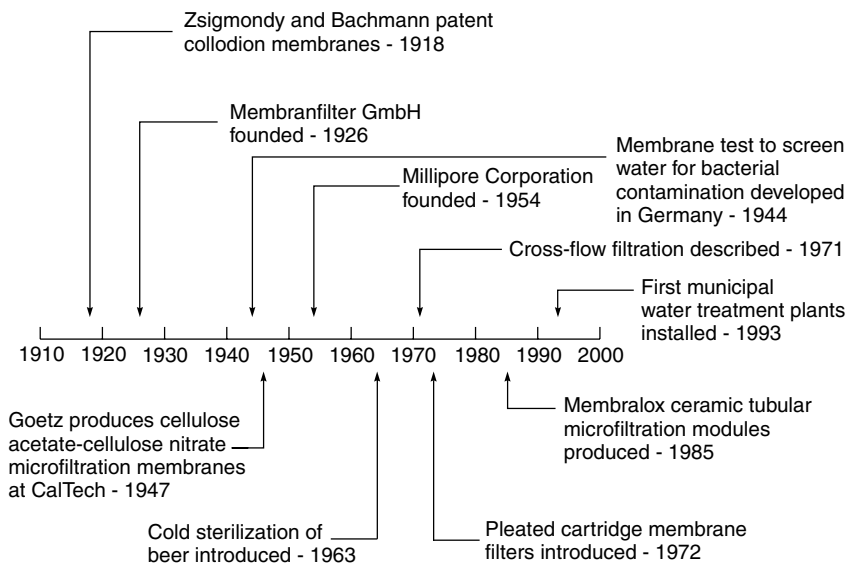 Zsigmondy and Bachmann patent
collodion membranes - 1918
Membranfilter GmbH
founded - 1926
Membrane test to screen
water for bacterial
contamination developed
in Germany - 1944
Millipore Corporation
founded - 1954
Cross-flow filtration described - 1971
First municipal
water treatment plants
installed - 1993
1910 1920 1930 1940 1950 1960 1970 1980 1990 2000
Goetz produces cellulose
acetate-cellulose nitrate
microfiltration membranes
at CalTech - 1947
Membralox ceramic tubular
microfiltration modules
produced - 1985
Cold sterilization of
beer introduced - 1963
Pleated cartridge membrane
filters introduced - 1972